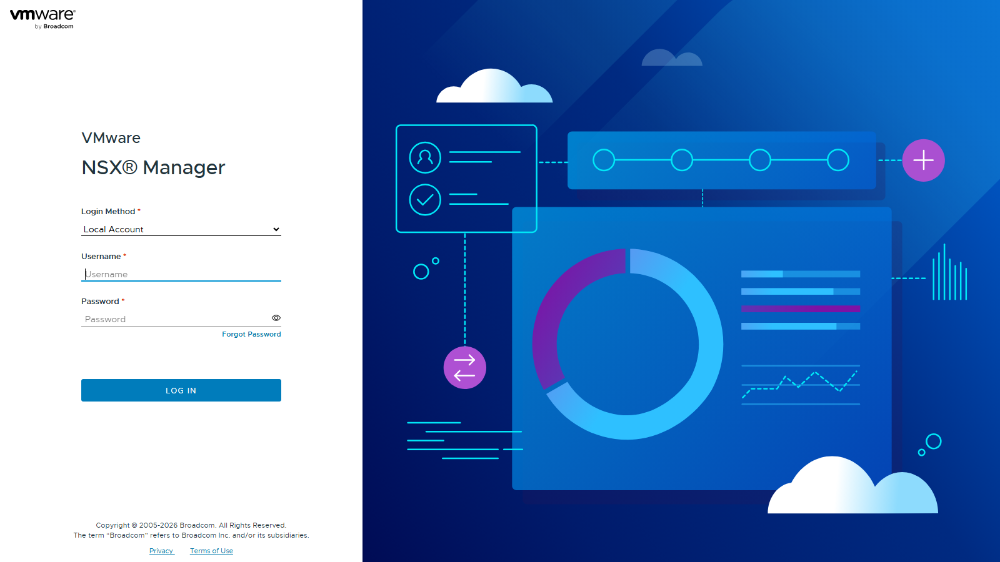 vmware®
by Broadcom
VMware
NSX® Manager
Login Method *
Local Account
Username *
Username
Password *
Password
Forgot Password
LOG IN
Copyright © 2005-2026 Broadcom. All Rights Reserved.
The term “Broadcom” refers to Broadcom Inc. and/or its subsidiaries.
Privacy Terms of Use